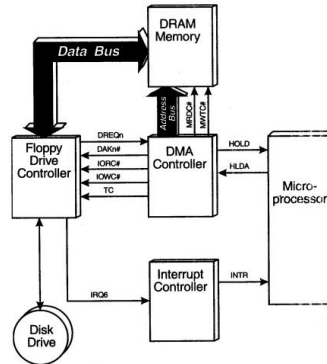 Data Bus
DRAM
Memory
Address
Bus
MRDC#
MWTC#
Floppy
Drive
Controller
DREQn
DAKn#
IORC#
IOWC#
TC
DMA
Controller
HOLD
HLDA
Micro-
processor
IRQ6
Interrupt
Controller
INTR
Disk
Drive